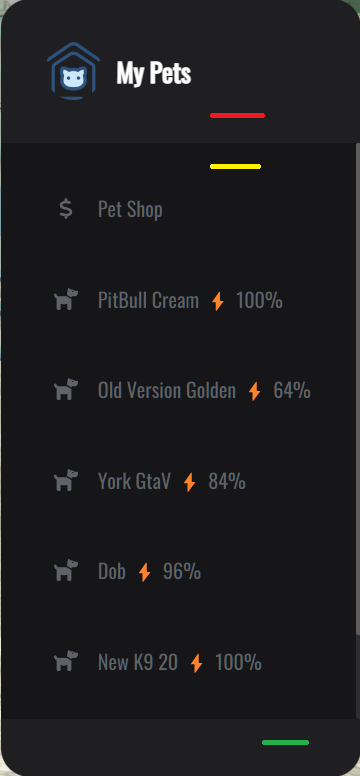 My Pets
$ Pet Shop
PitBull Cream 100%
Old Version Golden 64%
York GtaV 84%
Dob 96%
New K9 20 100%